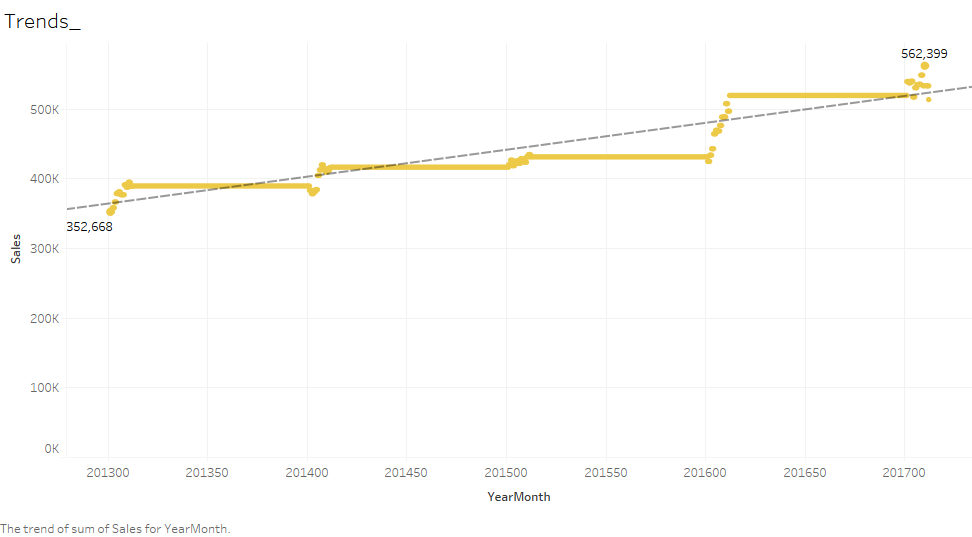 Trends_
562,399
500K
400K
352,668
300K
200K
100K
0K
Sales
201300 201350 201400 201450 201500 201550 201600 201650 201700
YearMonth
The trend of sum of Sales for YearMonth.